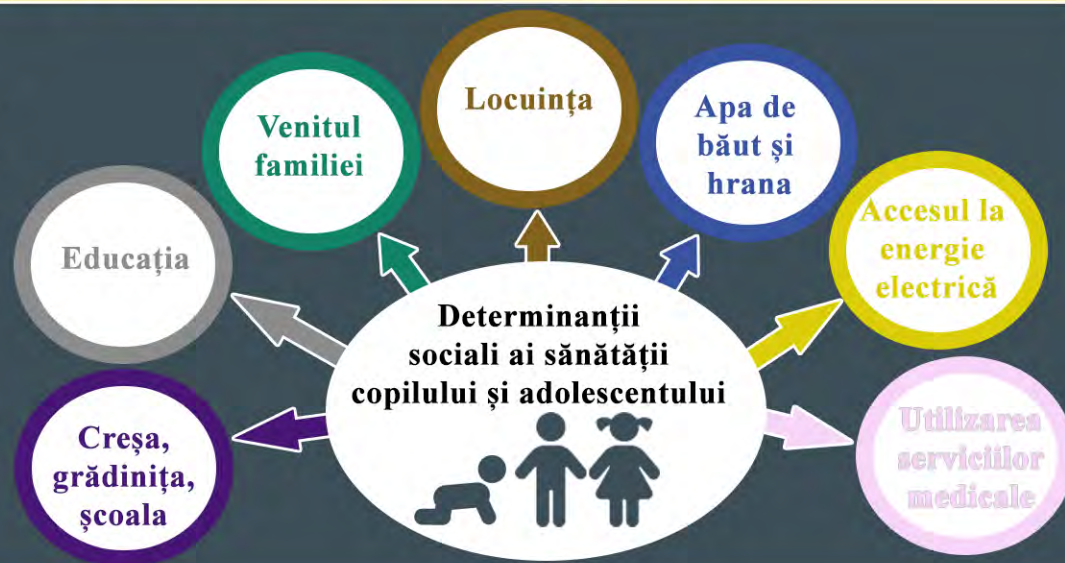 Locuința
Venitul
familiei
Apa de
băut și
hrana
Educația
Accesul la
energie
electrică
Determinanții
sociali ai sănătății
copilului și adolescentului
Creșa,
grădinița,
școala
Utilizarea
serviciilor
medicale